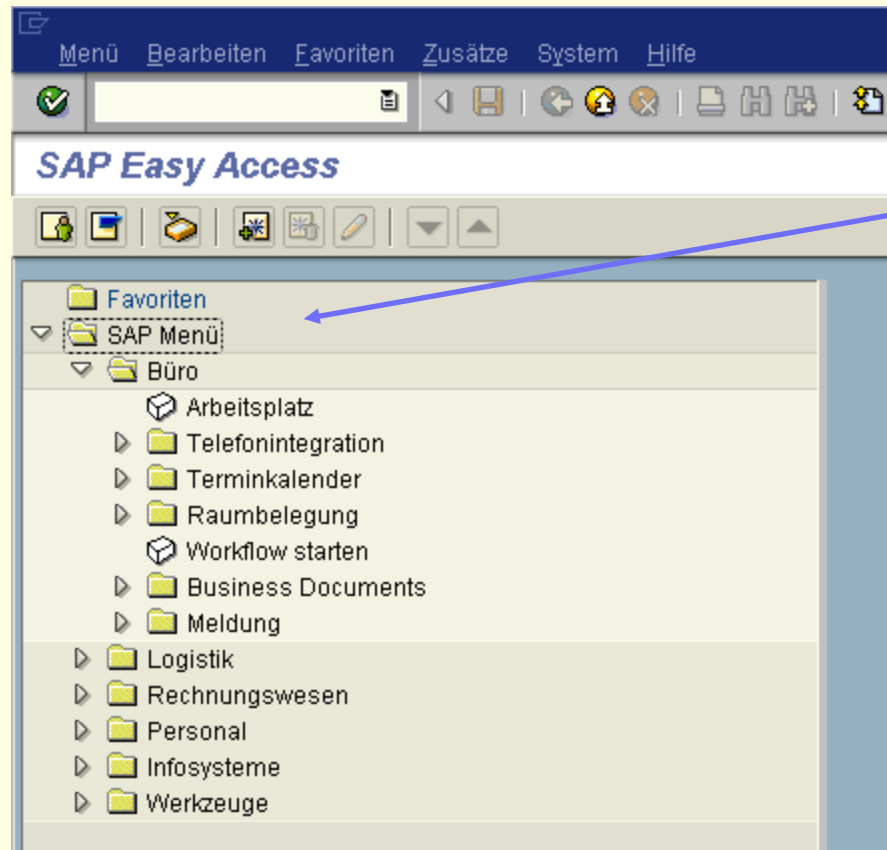 Menü Bearbeiten Favoriten Zusätze System Hilfe
SAP Easy Access
Favoriten
SAP Menü
Büro
Arbeitsplatz
Telefonintegration
Terminkalender
Raumbelegung
Workflow starten
Business Documents
Meldung
Logistik
Rechnungswesen
Personal
Infosysteme
Werkzeuge